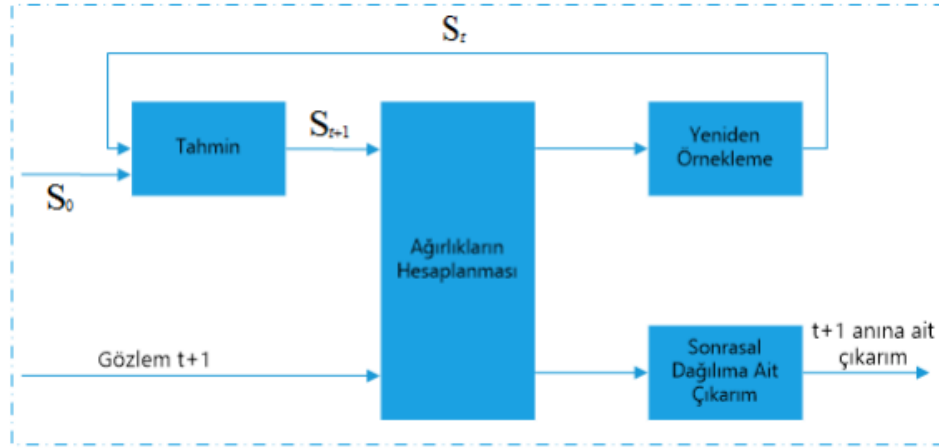 St
Tahmin
St+1
Yeniden
Örnekleme
S0
Ağırlıkların
Hesaplanması
Gözlem t+1
Sonrasal
Dağılıma Ait
Çıkarım
t+1 anına ait
çıkarım